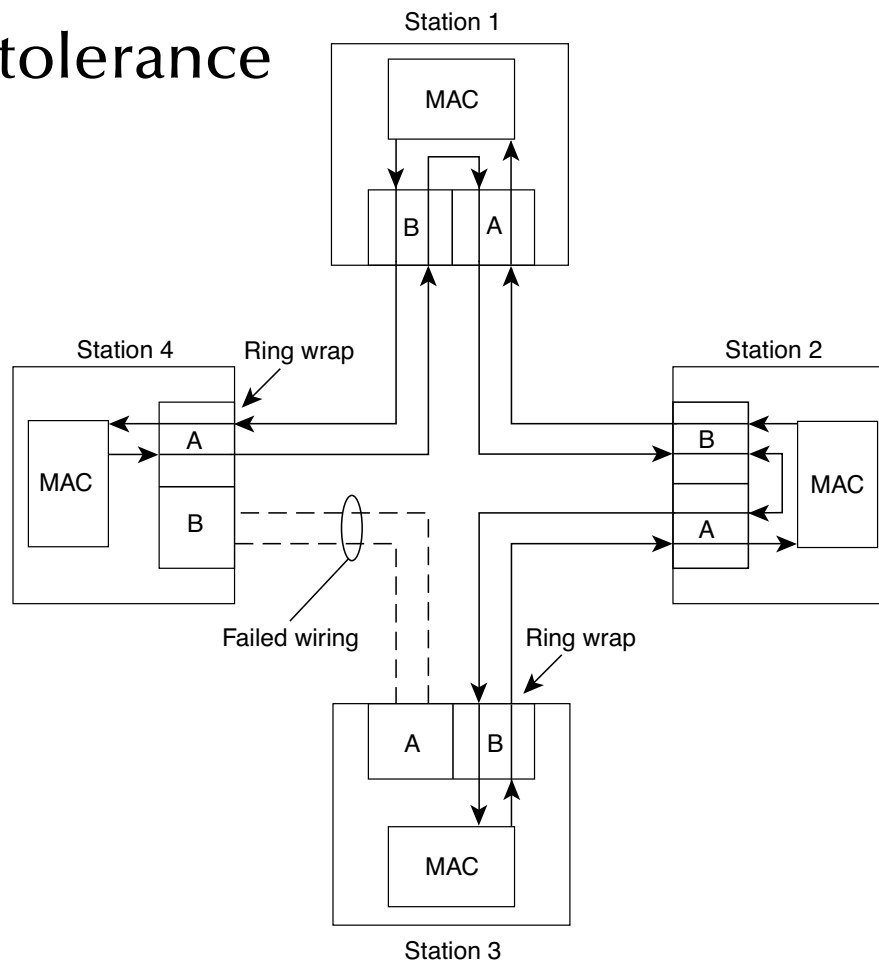 tolerance
Station 1
MAC
B
A
Station 4
Ring wrap
Station 2
A
B
MAC
MAC
B
A
Failed wiring
Ring wrap
A
B
MAC
Station 3